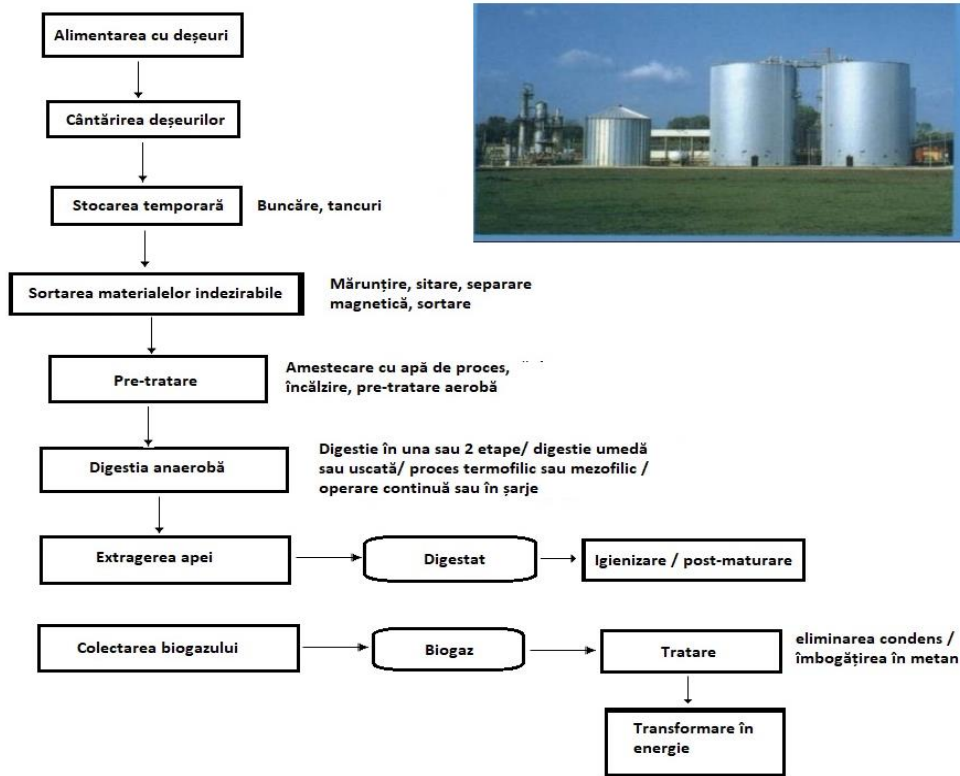 Alimentarea cu deșeuri
Cântărirea deșeurilor
Stocarea temporară
Buncăre, tancuri
Sortarea materialelor indezirabile
Mărunțire, sitare, separare
magnetică, sortare
Pre-tratare
Amestecare cu apă de proces,
încălzire, pre-tratare aerobă
Digestia anaerobă
Digestie în una sau 2 etape/ digestie umedă
sau uscată/ proces termofilic sau mezofilic /
operare continuă sau în șarje
Extragerea apei
Digestat
Igienizare / post-maturare
Colectarea biogazului
Biogaz
Tratare
eliminarea condens /
îmbogățirea în metan
Transformare în
energie